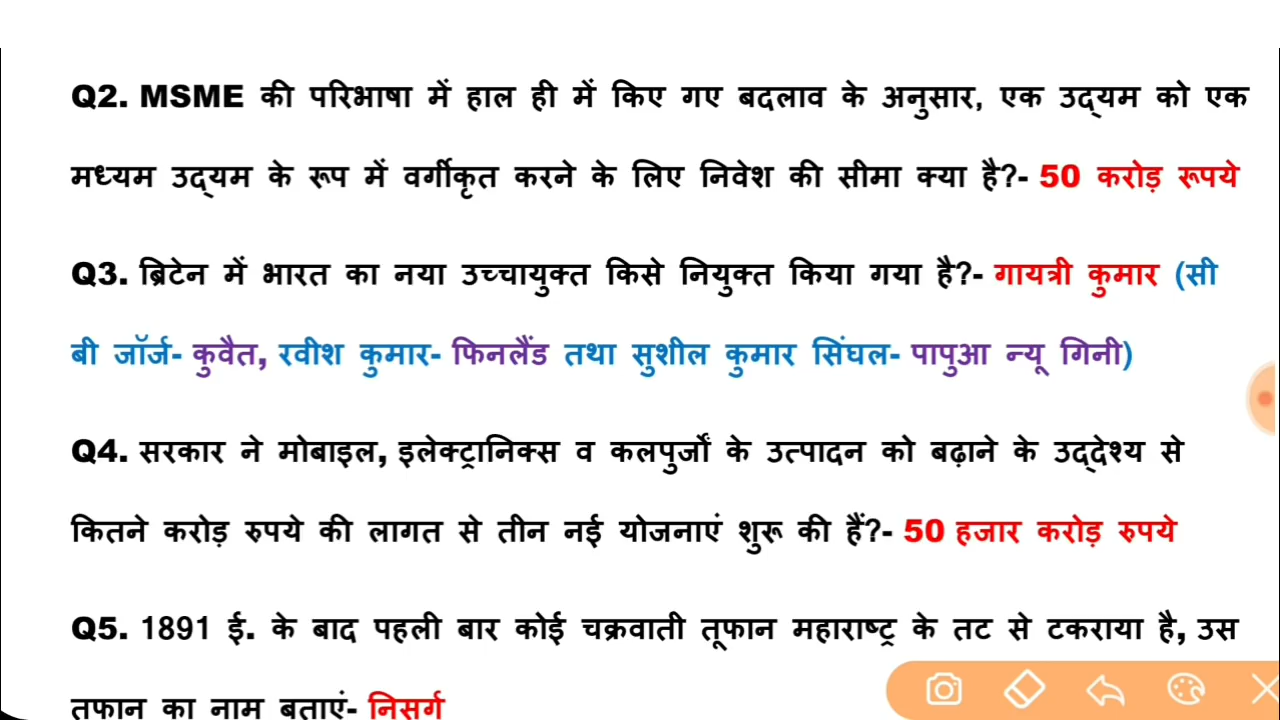 Q2. MSME की परिभाषा में हाल ही में किए गए बदलाव के अनुसार, एक उद्यम को एक
मध्यम उद्यम के रूप में वर्गीकृत करने के लिए निवेश की सीमा क्या है?- 50 करोड़ रूपये
Q3. ब्रिटेन में भारत का नया उच्चायुक्त किसे नियुक्त किया गया है?- गायत्री कुमार (सी
बी जॉर्ज- कुवैत, रवीश कुमार- फिनलैंड तथा सुशील कुमार सिंघल- पापुआ न्यू गिनी)
Q4. सरकार ने मोबाइल, इलेक्ट्रानिक्स व कलपुर्जों के उत्पादन को बढ़ाने के उद्देश्य से
कितने करोड़ रुपये की लागत से तीन नई योजनाएं शुरू की हैं?- 50 हजार करोड़ रुपये
Q5. 1891 ई. के बाद पहली बार कोई चक्रवाती तूफान महाराष्ट्र के तट से टकराया है, उस
तूफान का नाम बताएं- निसर्ग